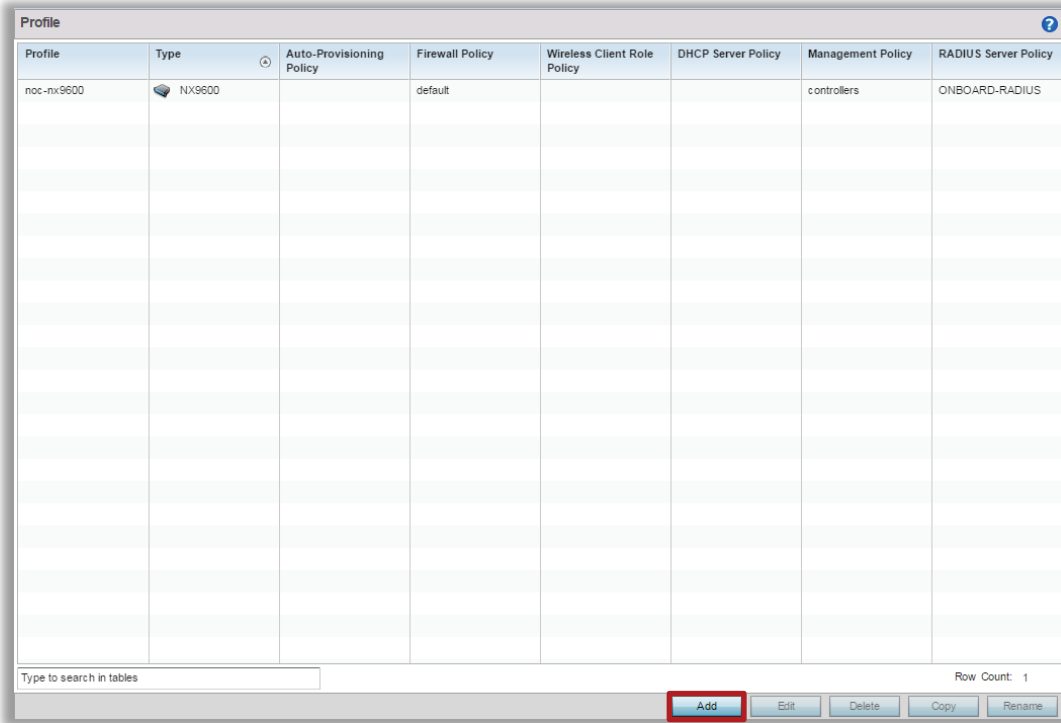 Profile
Profile Type Auto-Provisioning Policy Firewall Policy Wireless Client Role Policy DHCP Server Policy Management Policy RADIUS Server Policy
noc-nx9600 NX9600 default controllers ONBOARD-RADIUS
Type to search in tables Row Count: 1
Add Edit Delete Copy Rename